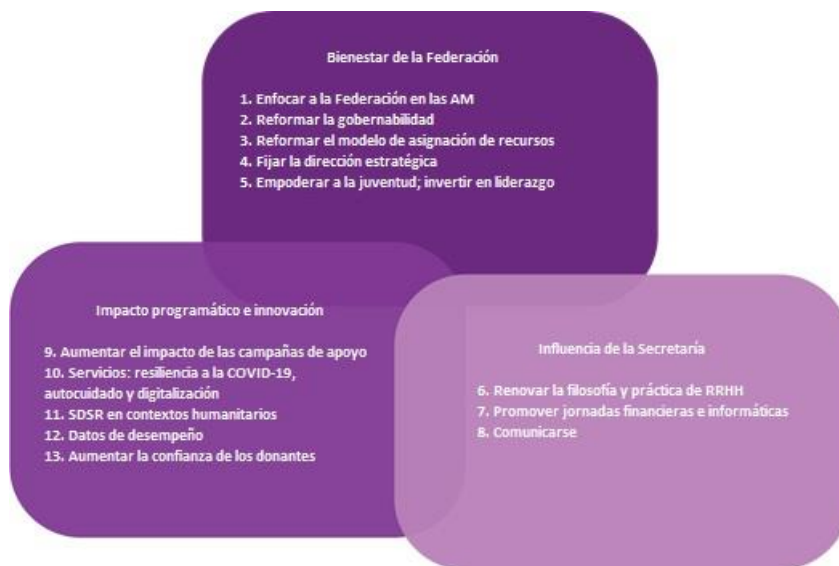 Bienestar de la Federación
1. Enfocar a la Federación en las AM
2. Reformar la gobernabilidad
3. Reformar el modelo de asignación de recursos
4. Fijar la dirección estratégica
5. Empoderar a la juventud; invertir en liderazgo
Impacto programático e innovación
9. Aumentar el impacto de las campañas de apoyo
10. Servicios: resiliencia a la COVID-19,
autocuidado y digitalización
11. SDSR en contextos humanitarios
12. Datos de desempeño
13. Aumentar la confianza de los donantes
Influencia de la Secretaría
6. Renovar la filosofía y práctica de RRHH
7. Promover jornadas financieras e informáticas
8. Comunicarse